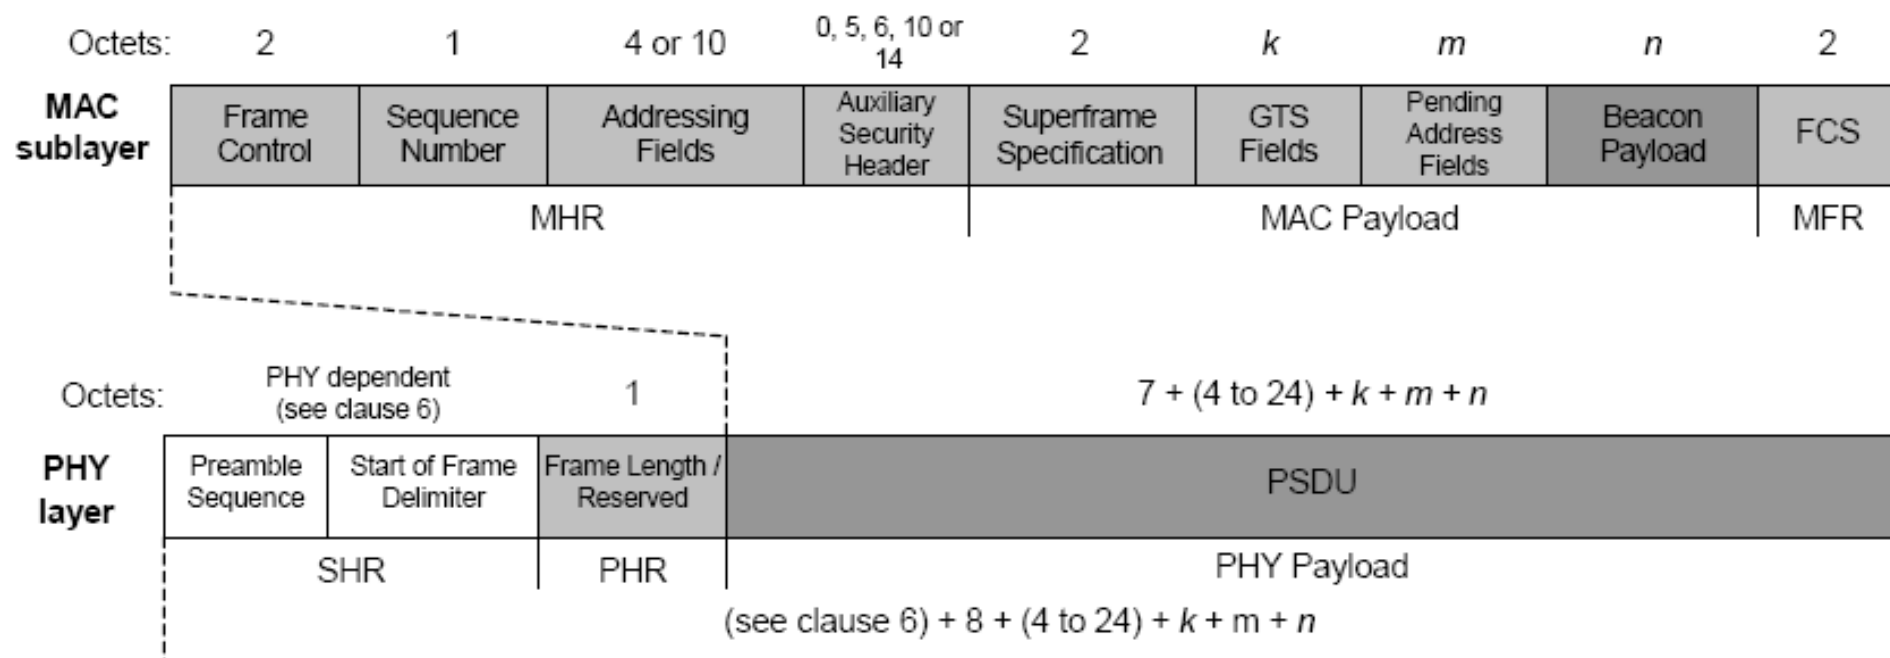 Octets: 2 1 4 or 10 0, 5, 6, 10 or 14 2 k m n 2
MAC sublayer
Frame Control
Sequence Number
Addressing Fields
Auxiliary Security Header
Superframe Specification
GTS Fields
Pending Address Fields
Beacon Payload
FCS
MHR MAC Payload MFR
Octets: PHY dependent (see clause 6) 1 7 + (4 to 24) + k + m + n
PHY layer
Preamble Sequence
Start of Frame Delimiter
Frame Length / Reserved
PSDU
SHR PHR PHY Payload
(see clause 6) + 8 + (4 to 24) + k + m + n